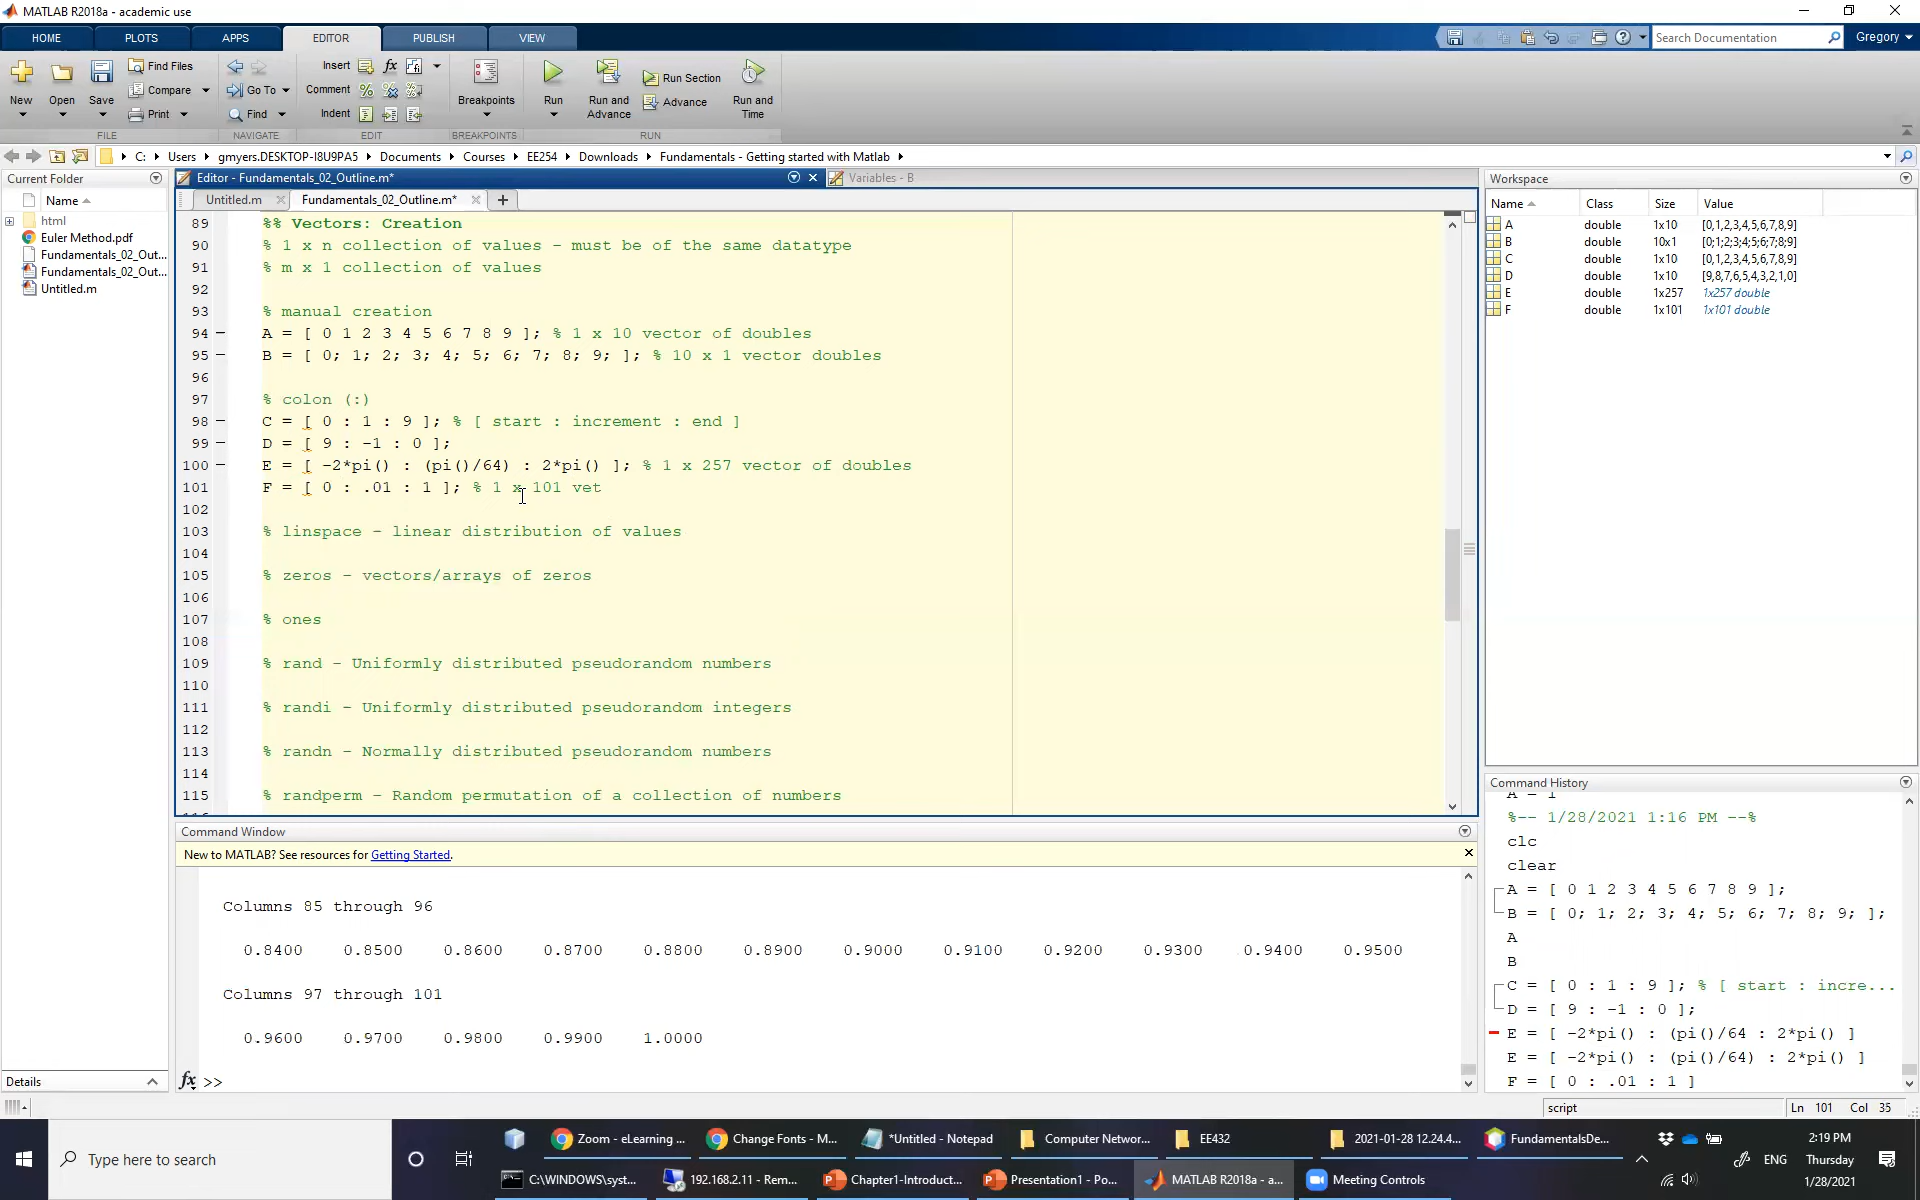 MATLAB R2018a - academic use
HOME PLOTS APPS EDITOR PUBLISH VIEW
Search Documentation Gregory
New Open Save
Find Files
Compare
Print
FILE
Go To
Find
NAVIGATE
Insert fx
Comment
Indent
EDIT
Breakpoints
BREAKPOINTS
Run
Run and Advance
Run Section
Advance
Run and Time
RUN
C: Users gmyers.DESKTOP-I8U9PA5 Documents Courses EE254 Downloads Fundamentals - Getting started with Matlab
Current Folder
Name
html
Euler Method.pdf
Fundamentals_02_Out...
Fundamentals_02_Out...
Untitled.m
Details
Editor - Fundamentals_02_Outline.m*
Variables - B
Untitled.m Fundamentals_02_Outline.m*
89 %% Vectors: Creation
90 % 1 x n collection of values - must be of the same datatype
91 % m x 1 collection of values
92
93 % manual creation
94 – A = [ 0 1 2 3 4 5 6 7 8 9 ]; % 1 x 10 vector of doubles
95 – B = [ 0; 1; 2; 3; 4; 5; 6; 7; 8; 9; ]; % 10 x 1 vector doubles
96
97 % colon (:)
98 – C = [ 0 : 1 : 9 ]; % [ start : increment : end ]
99 – D = [ 9 : -1 : 0 ];
100 – E = [ -2*pi() : (pi()/64) : 2*pi() ]; % 1 x 257 vector of doubles
101 F = [ 0 : .01 : 1 ]; % 1 x 101 vet
102
103 % linspace - linear distribution of values
104
105 % zeros - vectors/arrays of zeros
106
107 % ones
108
109 % rand - Uniformly distributed pseudorandom numbers
110
111 % randi - Uniformly distributed pseudorandom integers
112
113 % randn - Normally distributed pseudorandom numbers
114
115 % randperm - Random permutation of a collection of numbers
Command Window
New to MATLAB? See resources for Getting Started.
Columns 85 through 96
0.8400 0.8500 0.8600 0.8700 0.8800 0.8900 0.9000 0.9100 0.9200 0.9300 0.9400 0.9500
Columns 97 through 101
0.9600 0.9700 0.9800 0.9900 1.0000
fx >>
Workspace
Name Class Size Value
A double 1x10 [0,1,2,3,4,5,6,7,8,9]
B double 10x1 [0;1;2;3;4;5;6;7;8;9]
C double 1x10 [0,1,2,3,4,5,6,7,8,9]
D double 1x10 [9,8,7,6,5,4,3,2,1,0]
E double 1x257 1x257 double
F double 1x101 1x101 double
Command History
A = 1
%-- 1/28/2021 1:16 PM --%
clc
clear
A = [ 0 1 2 3 4 5 6 7 8 9 ];
B = [ 0; 1; 2; 3; 4; 5; 6; 7; 8; 9; ];
A
B
C = [ 0 : 1 : 9 ]; % [ start : incre...
D = [ 9 : -1 : 0 ];
E = [ -2*pi() : (pi()/64 : 2*pi() ]
E = [ -2*pi() : (pi()/64) : 2*pi() ]
F = [ 0 : .01 : 1 ]
script Ln 101 Col 35
Type here to search
Zoom - eLearning ... Change Fonts - M... *Untitled - Notepad Computer Networ... EE432 2021-01-28 12.24.4... FundamentalsDe...
C:\WINDOWS\syst... 192.168.2.11 - Rem... Chapter1-Introduct... Presentation1 - Po... MATLAB R2018a - a... Meeting Controls
ENG
2:19 PM
Thursday
1/28/2021